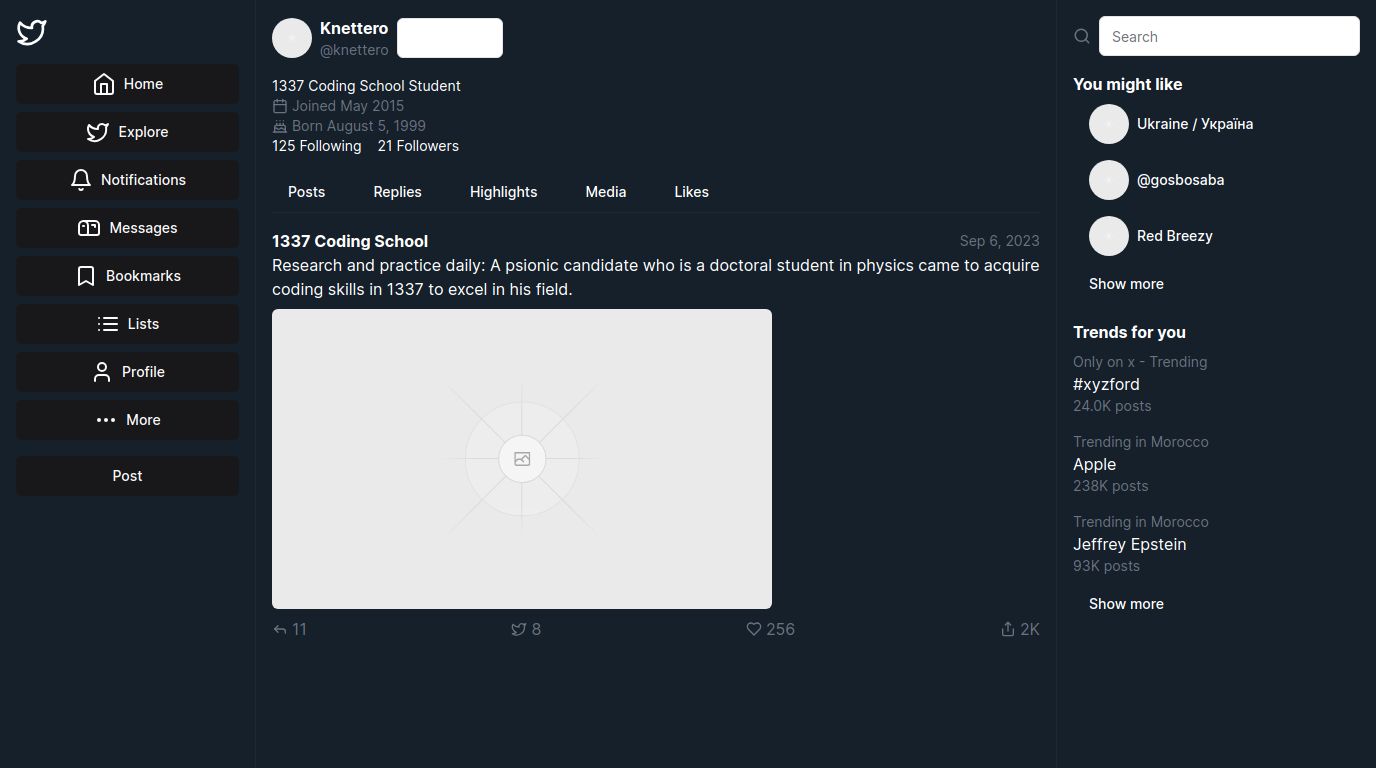 Home
Explore
Notifications
Messages
Bookmarks
Lists
Profile
More
Post
Knettero
@knettero
1337 Coding School Student
Joined May 2015
Born August 5, 1999
125 Following 21 Followers
Posts Replies Highlights Media Likes
1337 Coding School Sep 6, 2023
Research and practice daily: A psionic candidate who is a doctoral student in physics came to acquire
coding skills in 1337 to excel in his field.
11 8 256 2K
Search
You might like
Ukraine / Україна
@gosbosaba
Red Breezy
Show more
Trends for you
Only on x - Trending
#xyzford
24.0K posts
Trending in Morocco
Apple
238K posts
Trending in Morocco
Jeffrey Epstein
93K posts
Show more